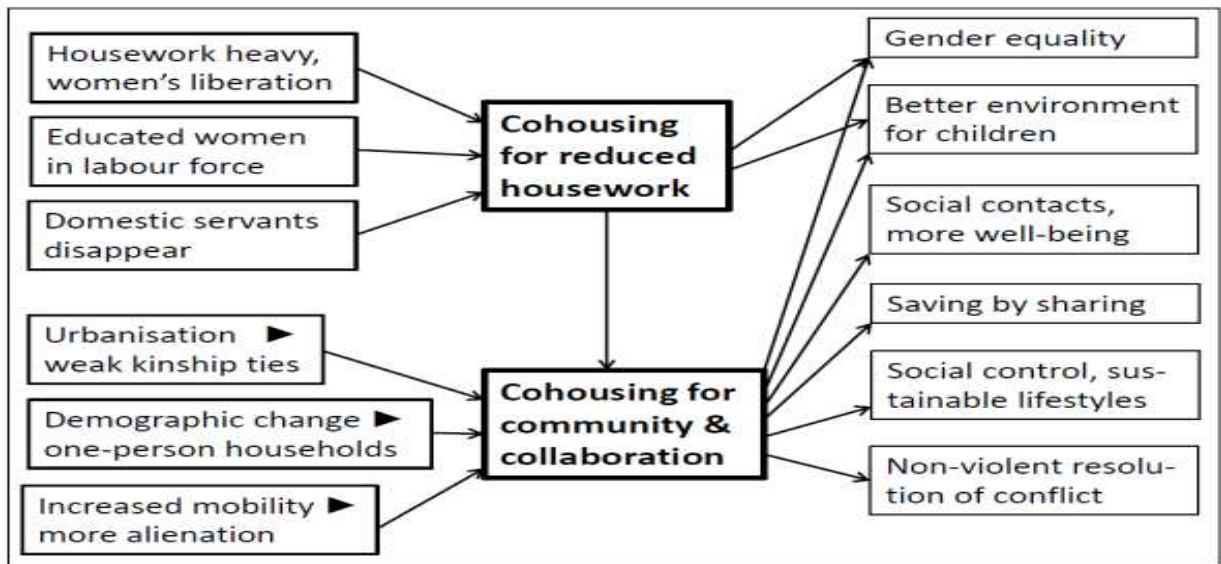 Housework heavy,
women's liberation
Educated women
in labour force
Domestic servants
disappear
Urbanisation ►
weak kinship ties
Demographic change ►
one-person households
Increased mobility ►
more alienation
Cohousing
for reduced
housework
Cohousing for
community &
collaboration
Gender equality
Better environment
for children
Social contacts,
more well-being
Saving by sharing
Social control, sus-
tainable lifestyles
Non-violent resolu-
tion of conflict